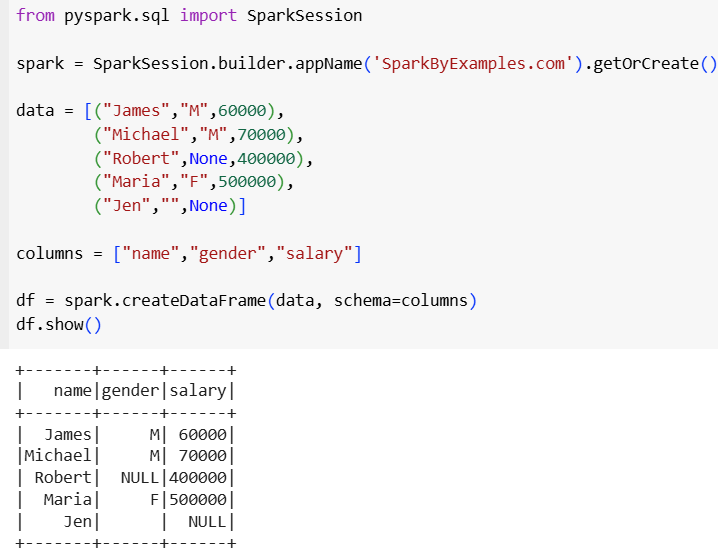 from pyspark.sql import SparkSession
spark = SparkSession.builder.appName('SparkByExamples.com').getOrCreate()
data = [("James","M",60000),
        ("Michael","M",70000),
        ("Robert",None,400000),
        ("Maria","F",500000),
        ("Jen","",None)]
columns = ["name","gender","salary"]
df = spark.createDataFrame(data, schema=columns)
df.show()
+-------+------+------+
|   name|gender|salary|
+-------+------+------+
|  James|     M| 60000|
|Michael|     M| 70000|
| Robert|  NULL|400000|
|  Maria|     F|500000|
|    Jen|      |  NULL|
+-------+------+------+